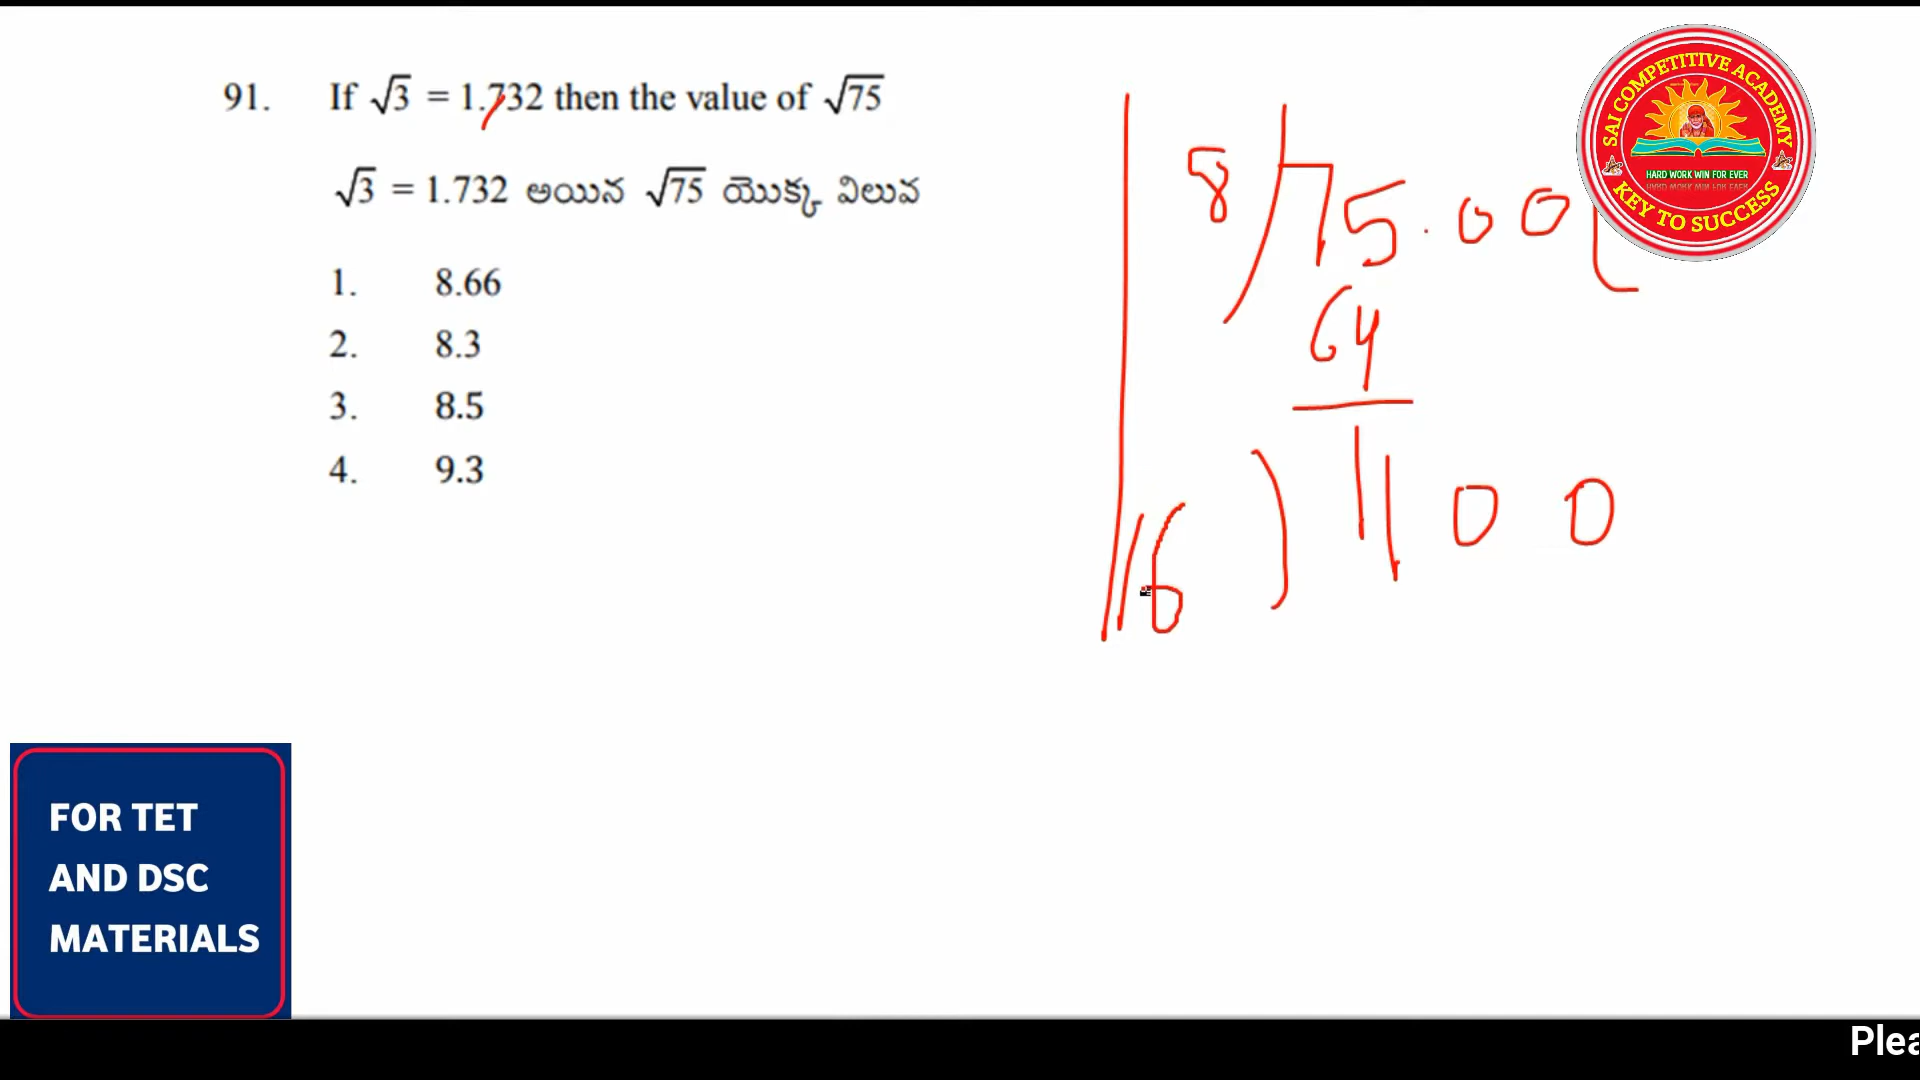 91. If √3 = 1.732 then the value of √75
√3 = 1.732 అయిన √75 యొక్క విలువ
1. 8.66
2. 8.3
3. 8.5
4. 9.3
8 75.00
64
16 1100
SAI COMPETITIVE ACADEMY
HARD WORK WIN FOR EVER
KEY TO SUCCESS
FOR TET
AND DSC
MATERIALS
Plea